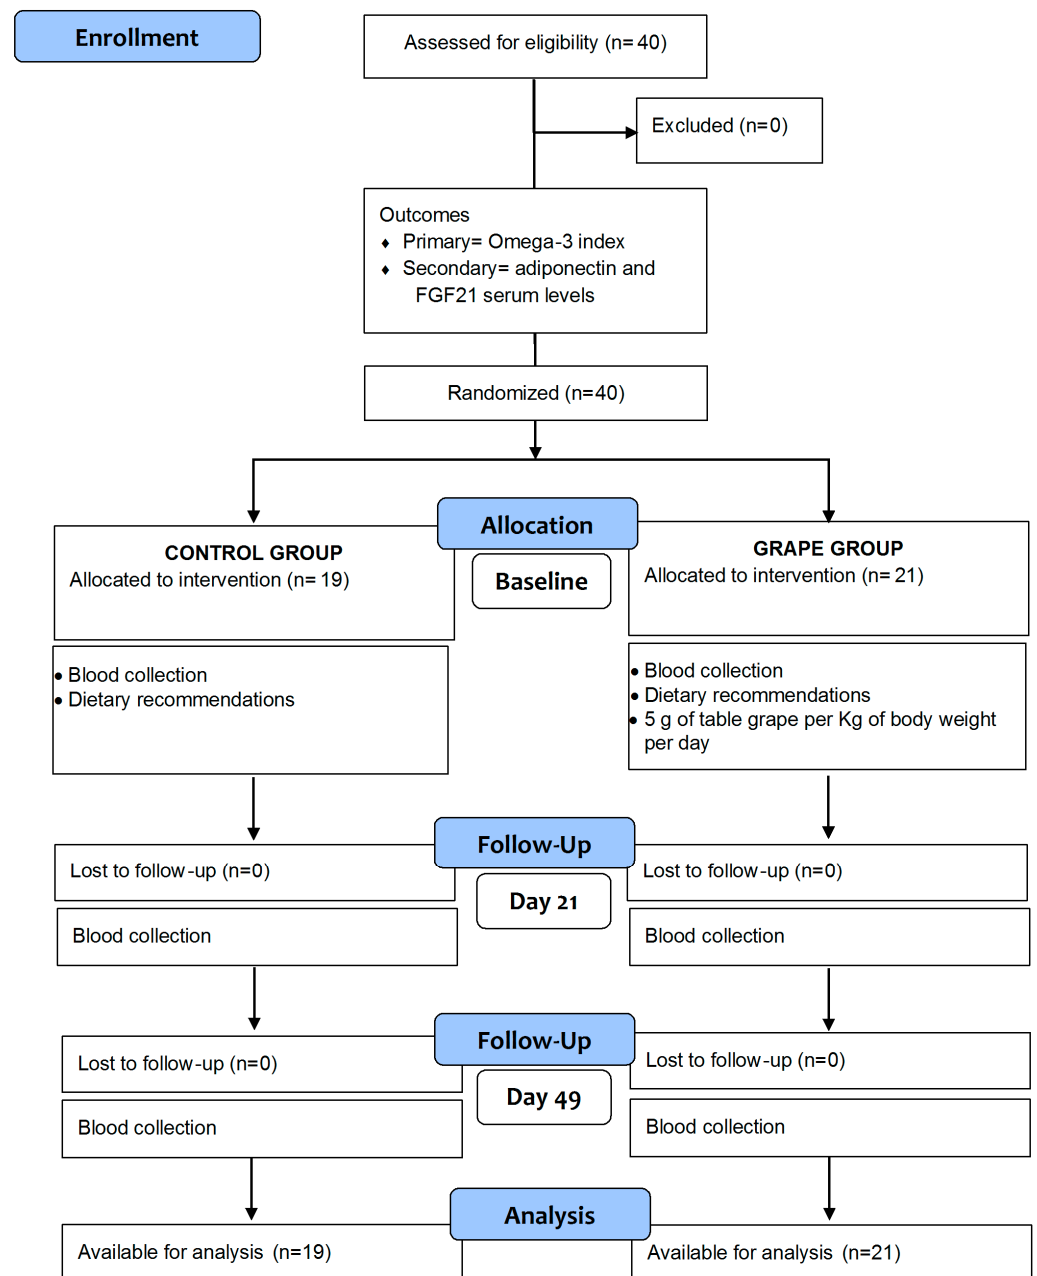 Enrollment
Assessed for eligibility (n= 40)
Excluded (n=0)
Outcomes
♦ Primary= Omega-3 index
♦ Secondary= adiponectin and
FGF21 serum levels
Randomized (n=40)
Allocation
Baseline
CONTROL GROUP
Allocated to intervention (n= 19)
GRAPE GROUP
Allocated to intervention (n= 21)
• Blood collection
• Dietary recommendations
• Blood collection
• Dietary recommendations
• 5 g of table grape per Kg of body weight
per day
Follow-Up
Day 21
Lost to follow-up (n=0)
Lost to follow-up (n=0)
Blood collection
Blood collection
Follow-Up
Day 49
Lost to follow-up (n=0)
Lost to follow-up (n=0)
Blood collection
Blood collection
Analysis
Available for analysis (n=19)
Available for analysis (n=21)